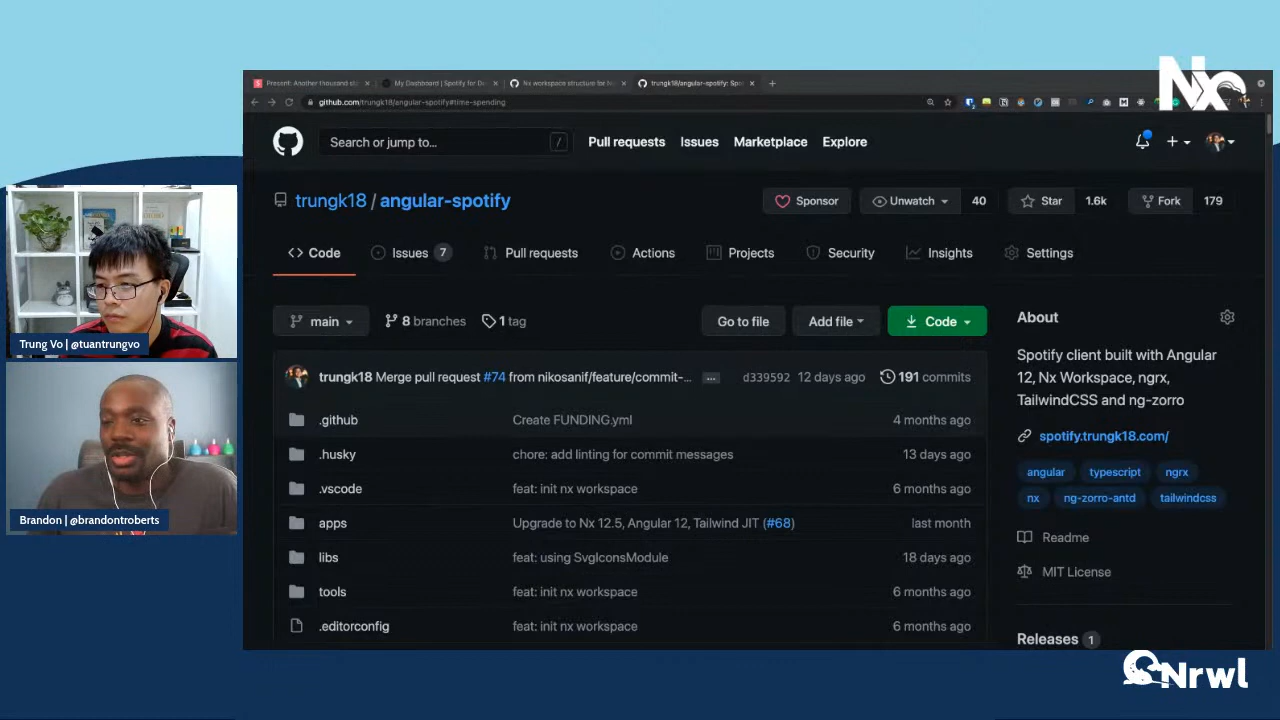 Nx
Present: Another thousand sto
My Dashboard | Spotify for De
Nx workspace structure for N
trungk18/angular-spotify: Spo
github.com/trungk18/angular-spotify#time-spending
Search or jump to...
/
Pull requests
Issues
Marketplace
Explore
trungk18 / angular-spotify
Sponsor
Unwatch
40
Star
1.6k
Fork
179
Code
Issues 7
Pull requests
Actions
Projects
Security
Insights
Settings
main
8 branches
1 tag
Go to file
Add file
Code
trungk18 Merge pull request #74 from nikosanif/feature/commit-...
d339592 12 days ago
191 commits
.github
Create FUNDING.yml
4 months ago
.husky
chore: add linting for commit messages
13 days ago
.vscode
feat: init nx workspace
6 months ago
apps
Upgrade to Nx 12.5, Angular 12, Tailwind JIT (#68)
last month
libs
feat: using SvgIconsModule
18 days ago
tools
feat: init nx workspace
6 months ago
.editorconfig
feat: init nx workspace
6 months ago
About
Spotify client built with Angular
12, Nx Workspace, ngrx,
TailwindCSS and ng-zorro
spotify.trungk18.com/
angular
typescript
ngrx
nx
ng-zorro-antd
tailwindcss
Readme
MIT License
Releases 1
Trung Vo | @tuantrungvo
Brandon | @brandontroberts
Nrwl